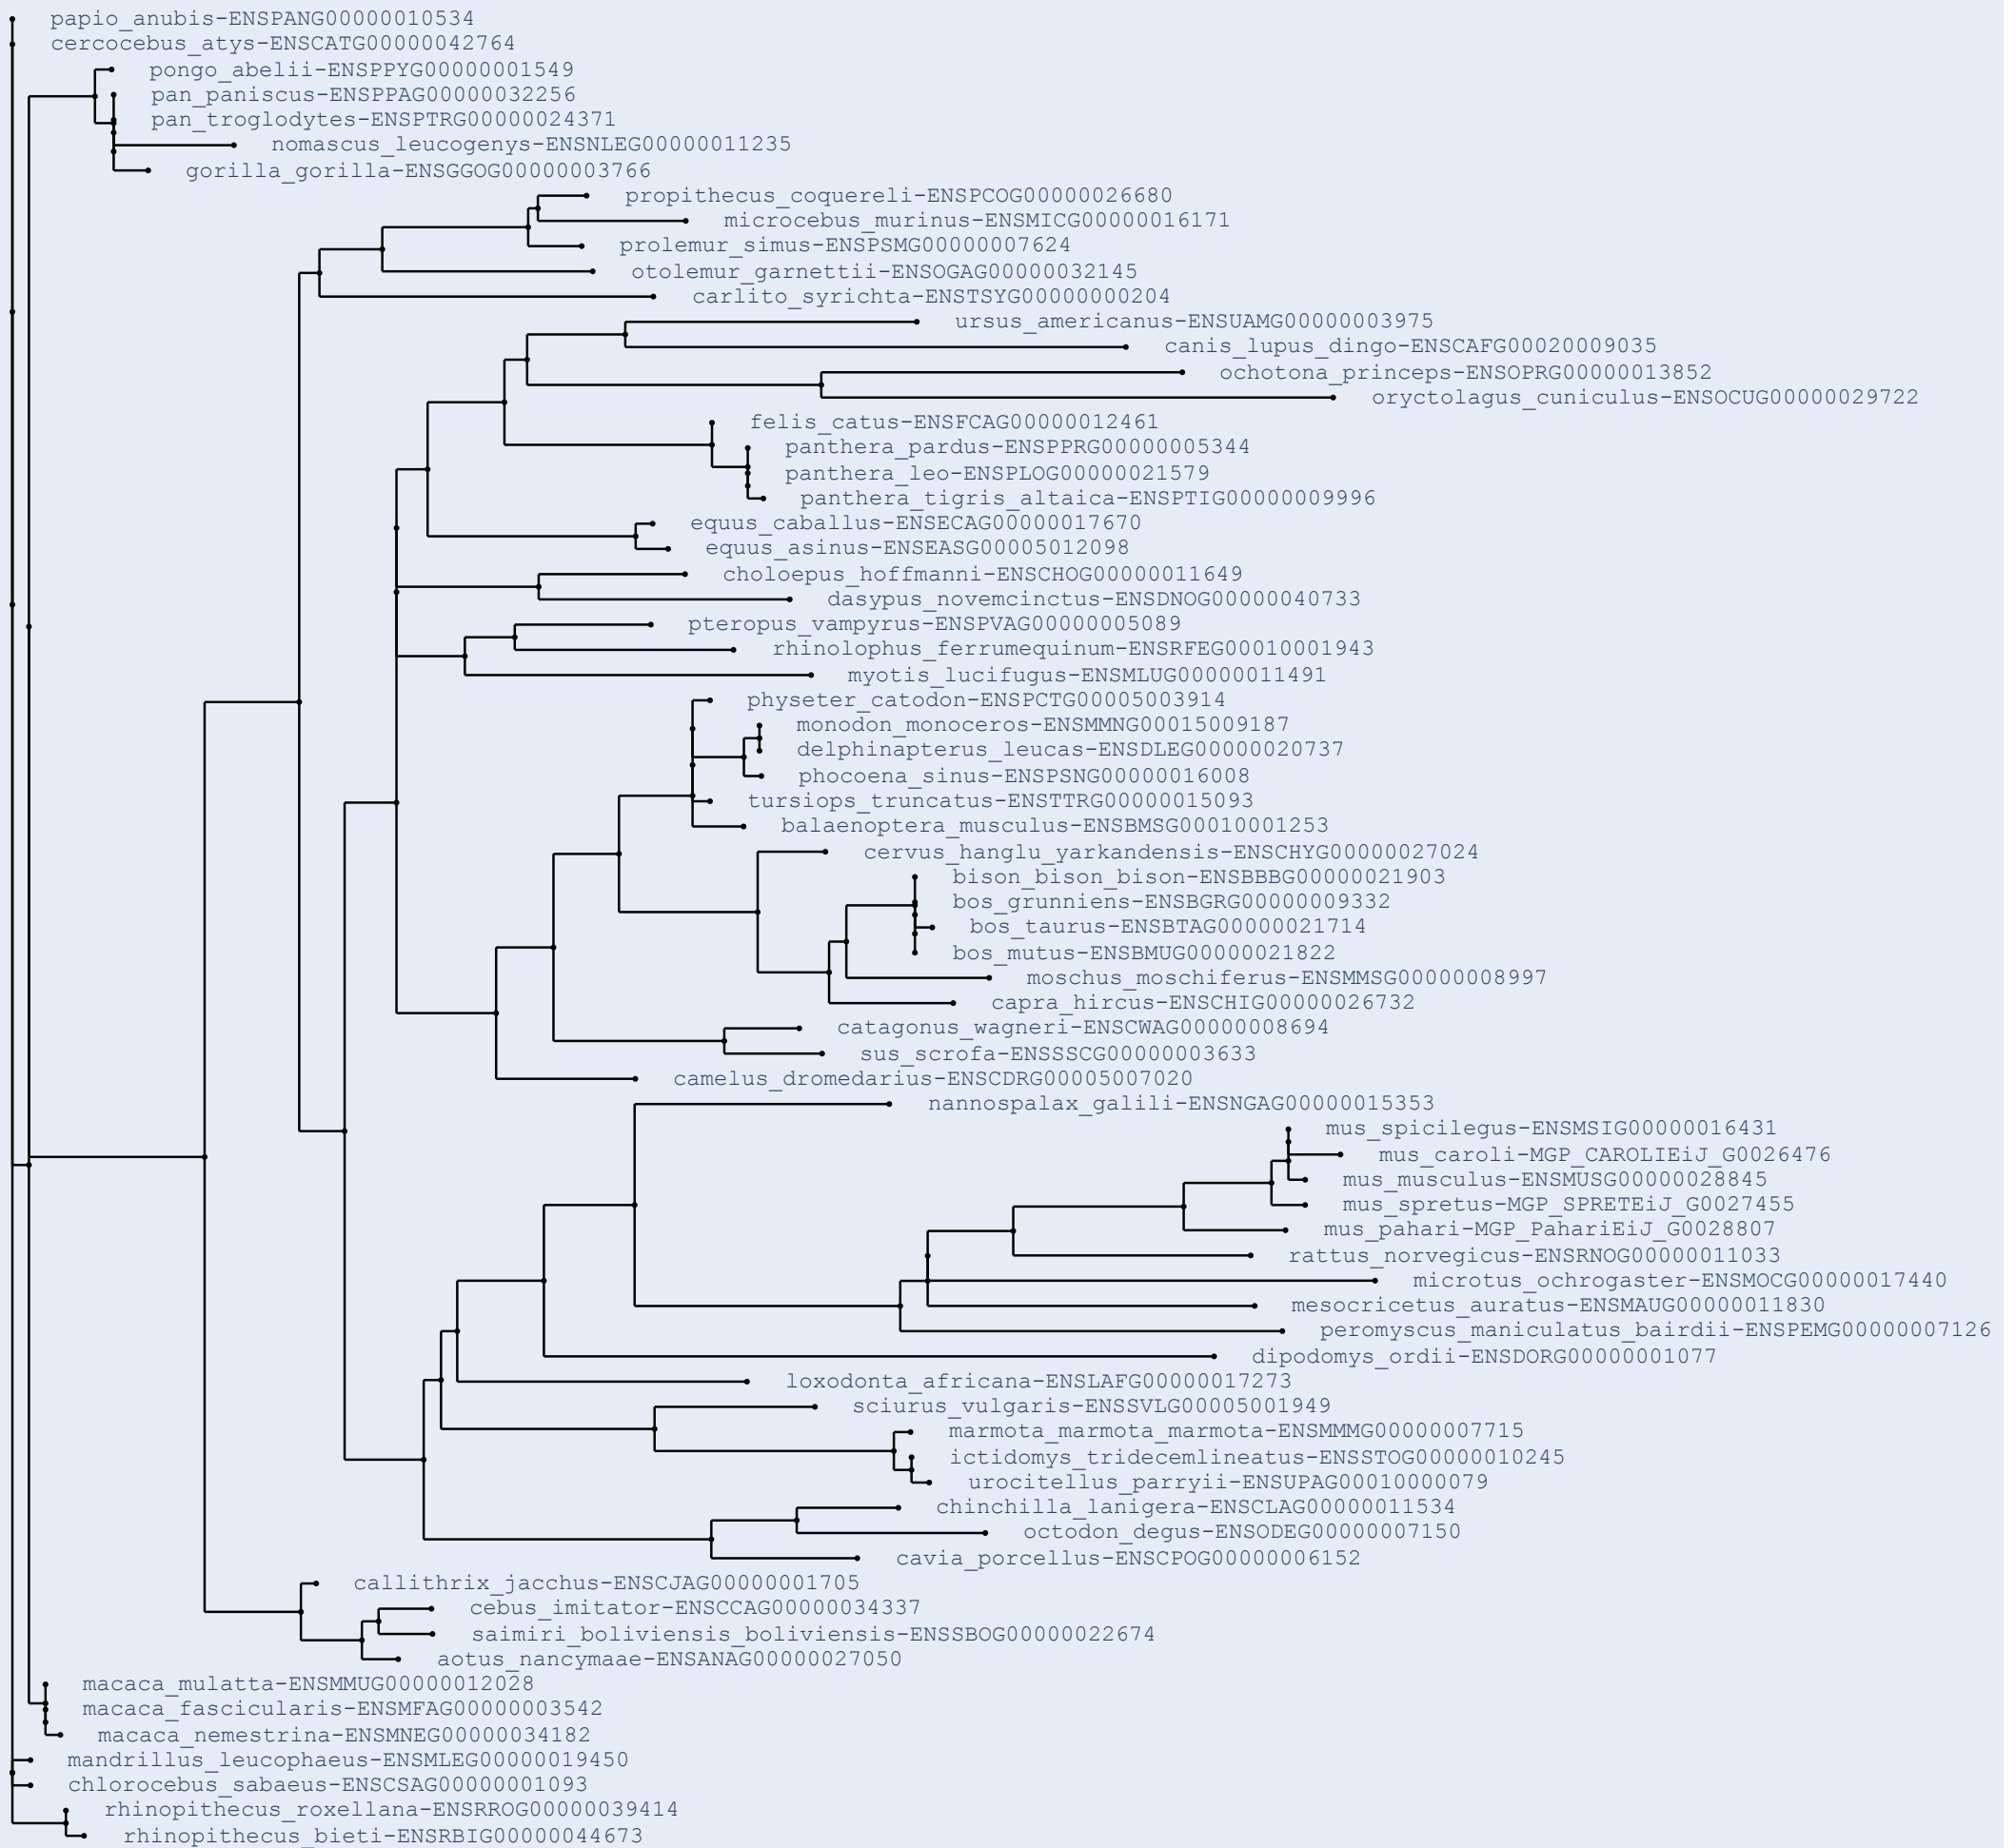 papio_anubis-ENSPANG00000010534
cercocebus_atys-ENSCATG00000042764
pongo_abelii-ENSPPYG00000001549
pan_paniscus-ENSPPAG00000032256
pan_troglodytes-ENSPTRG00000024371
nomascus_leucogenys-ENSNLEG00000011235
gorilla_gorilla-ENSGGOG00000003766
propithecus_coquereli-ENSPCOG00000026680
microcebus_murinus-ENSMICG00000016171
prolemur_simus-ENSPSMG00000007624
otolemur_garnettii-ENSOGAG00000032145
carlito_syrichta-ENSTSYG00000000204
ursus_americanus-ENSUAMG00000003975
canis_lupus_dingo-ENSCAFG00020009035
ochotona_princeps-ENSOPRG00000013852
oryctolagus_cuniculus-ENSOCUG00000029722
felis_catus-ENSFCAG00000012461
panthera_pardus-ENSPPRG00000005344
panthera_leo-ENSPLOG00000021579
panthera_tigris_altaica-ENSPTIG00000009996
equus_caballus-ENSECAG00000017670
equus_asinus-ENSEASG00005012098
choloepus_hoffmanni-ENSCHOG00000011649
dasypus_novemcinctus-ENSDNOG00000040733
pteropus_vampyrus-ENSPVAG00000005089
rhinolophus_ferrumequinum-ENSRFEG00010001943
myotis_lucifugus-ENSMLUG00000011491
physeter_catodon-ENSPCTG00005003914
monodon_monoceros-ENSMMNG00015009187
delphinapterus_leucas-ENSDLEG00000020737
phocoena_sinus-ENSPSNG00000016008
tursiops_truncatus-ENSTTRG00000015093
balaenoptera_musculus-ENSBMSG00010001253
cervus_hanglu_yarkandensis-ENSCHYG00000027024
bison_bison_bison-ENSBBBG00000021903
bos_grunniens-ENSBGRG00000009332
bos_taurus-ENSBTAG00000021714
bos_mutus-ENSBMUG00000021822
moschus_moschiferus-ENSMMSG00000008997
capra_hircus-ENSCHIG00000026732
catagonus_wagneri-ENSCWAG00000008694
sus_scrofa-ENSSSCG00000003633
camelus_dromedarius-ENSCDRG00005007020
nannospalax_galili-ENSNGAG00000015353
mus_spicilegus-ENSMSIG00000016431
mus_caroli-MGP_CAROLIEiJ_G0026476
mus_musculus-ENSMUSG00000028845
mus_spretus-MGP_SPRETEiJ_G0027455
mus_pahari-MGP_PahariEiJ_G0028807
rattus_norvegicus-ENSRNOG00000011033
microtus_ochrogaster-ENSMOCG00000017440
mesocricetus_auratus-ENSMAUG00000011830
peromyscus_maniculatus_bairdii-ENSPEMG00000007126
dipodomys_ordii-ENSDORG00000001077
loxodonta_africana-ENSLAFG00000017273
sciurus_vulgaris-ENSSVLG00005001949
marmota_marmota_marmota-ENSMMMG00000007715
ictidomys_tridecemlineatus-ENSSTOG00000010245
urocitellus_parryii-ENSUPAG00010000079
chinchilla_lanigera-ENSCLAG00000011534
octodon_degus-ENSODEG00000007150
cavia_porcellus-ENSCPOG00000006152
callithrix_jacchus-ENSCJAG00000001705
cebus_imitator-ENSCCAG00000034337
saimiri_boliviensis_boliviensis-ENSSBOG00000022674
aotus_nancymaae-ENSANAG00000027050
macaca_mulatta-ENSMMUG00000012028
macaca_fascicularis-ENSMFAG00000003542
macaca_nemestrina-ENSMNEG00000034182
mandrillus_leucophaeus-ENSMLEG00000019450
chlorocebus_sabaeus-ENSCSAG00000001093
rhinopithecus_roxellana-ENSRROG00000039414
rhinopithecus_bieti-ENSRBIG00000044673